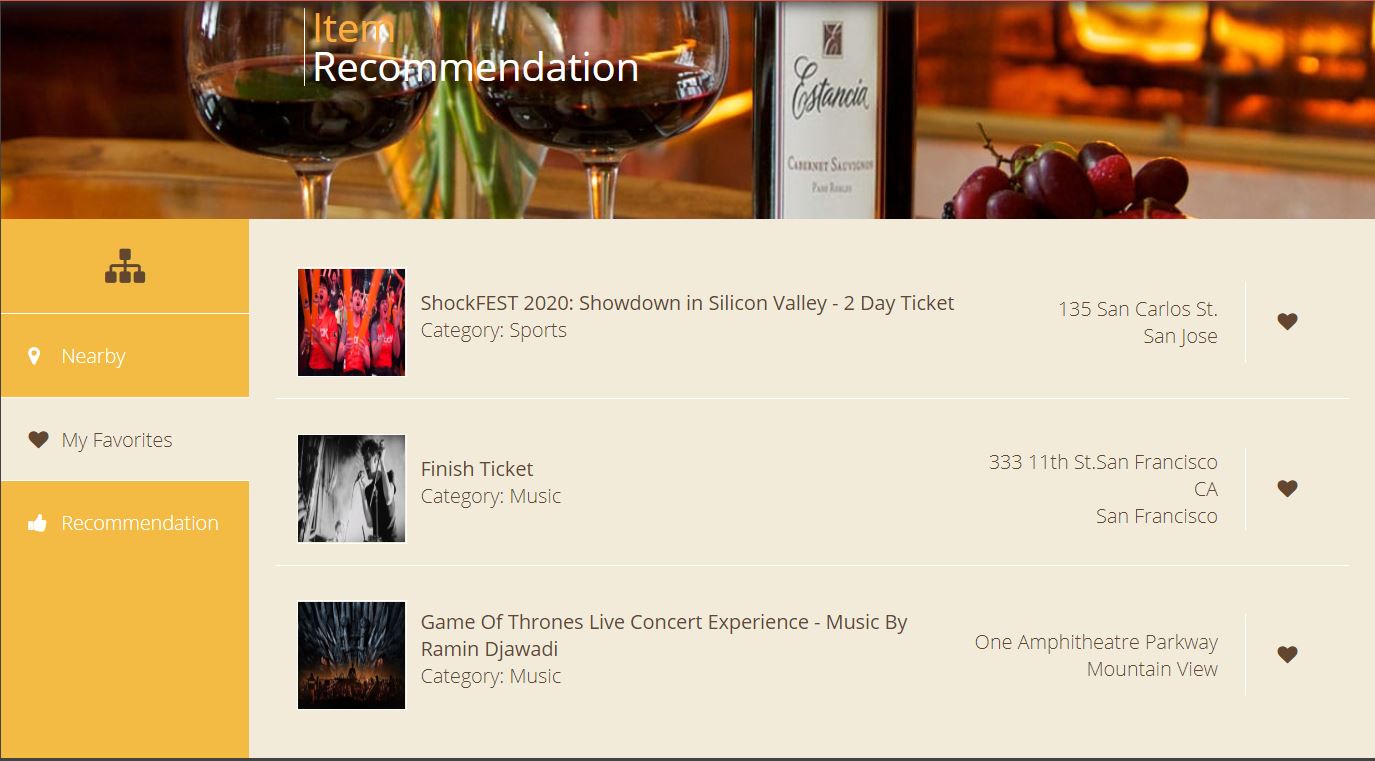 Item
Recommendation
Estancia
CABERNET SAUVIGNON
PASO ROBLES
Nearby
My Favorites
Recommendation
ShockFEST 2020: Showdown in Silicon Valley - 2 Day Ticket
Category: Sports
135 San Carlos St.
San Jose
Finish Ticket
Category: Music
333 11th St.San Francisco
CA
San Francisco
Game Of Thrones Live Concert Experience - Music By
Ramin Djawadi
Category: Music
One Amphitheatre Parkway
Mountain View